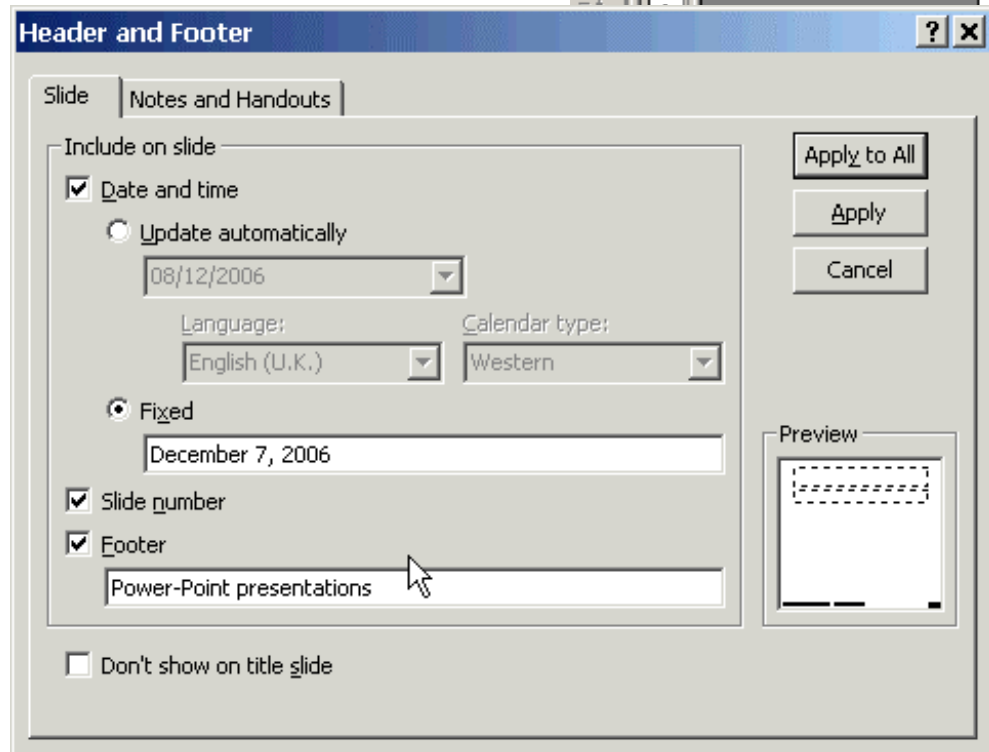 Header and Footer
Slide
Notes and Handouts
Include on slide
Date and time
Update automatically
08/12/2006
Language:
Calendar type:
English (U.K.)
Western
Fixed
December 7, 2006
Slide number
Footer
Power-Point presentations
Don't show on title slide
Apply to All
Apply
Cancel
Preview